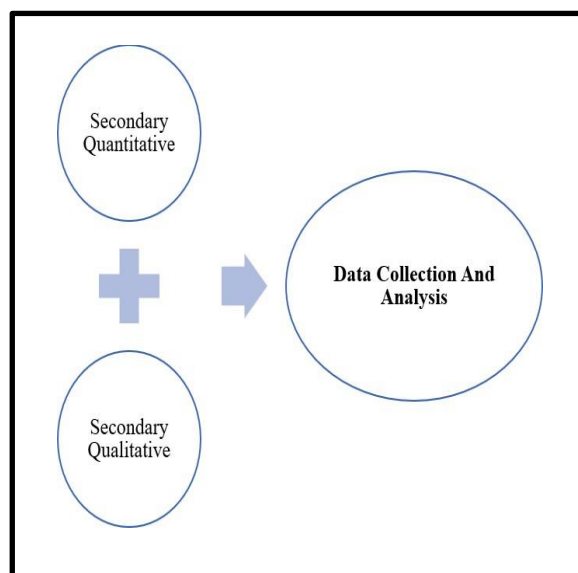 Secondary
Quantitative
Data Collection And
Analysis
Secondary
Qualitative